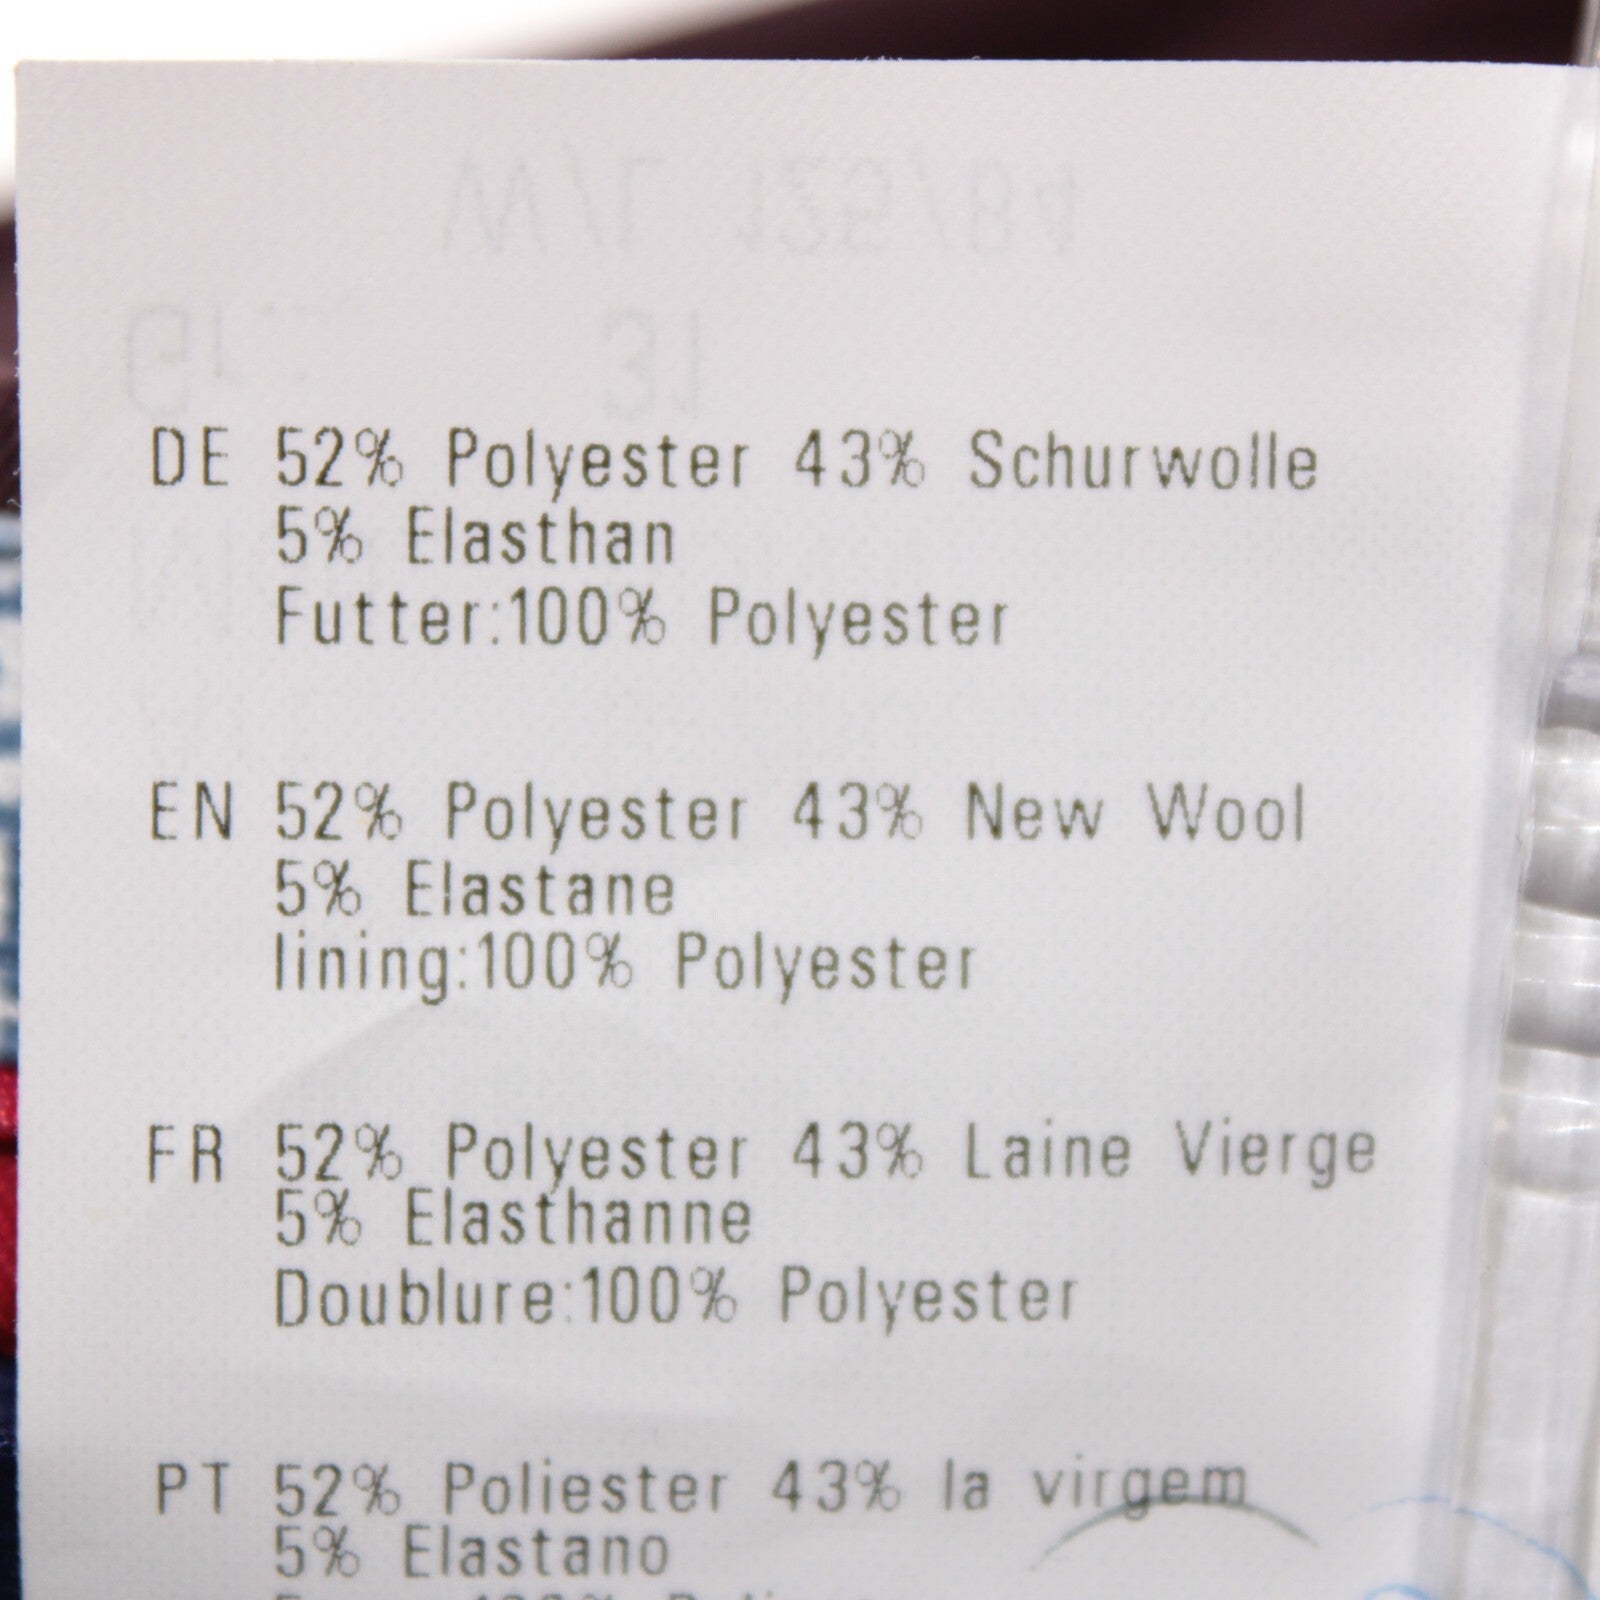 DE 52% Polyester 43% Schurwolle
5% Elasthan
Futter:100% Polyester
EN 52% Polyester 43% New Wool
5% Elastane
lining:100% Polyester
FR 52% Polyester 43% Laine Vierge
5% Elasthanne
Doublure:100% Polyester
PT 52% Poliester 43% la virgem
5% Elastano